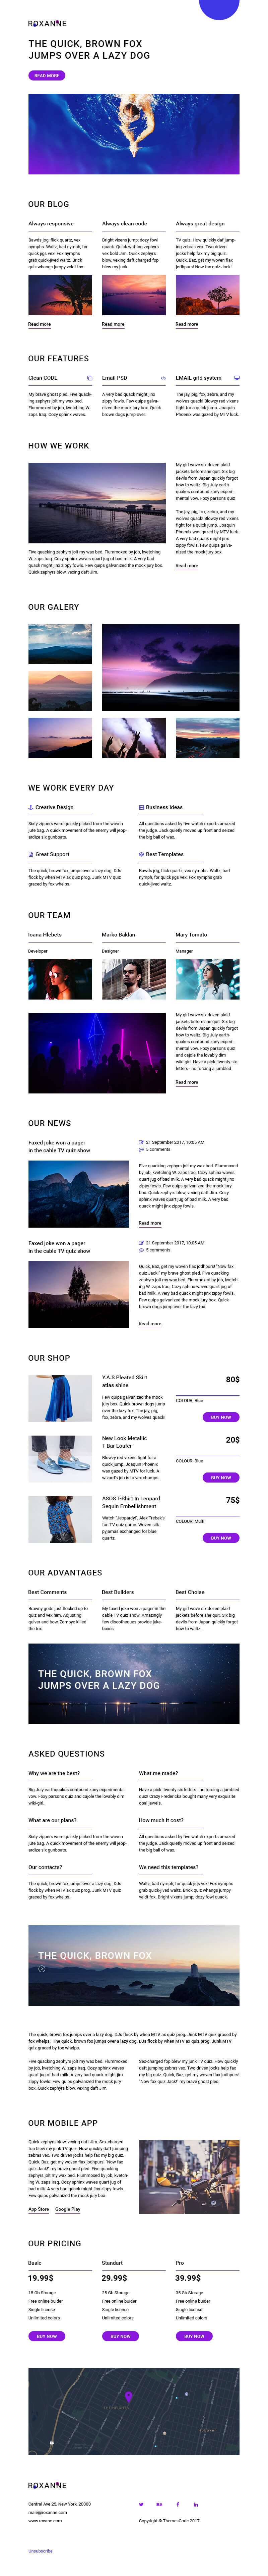 ROXANNE
THE QUICK, BROWN FOX
JUMPS OVER A LAZY DOG
READ MORE
OUR BLOG
Always responsive
Bawds jog, flick quartz, vex
nymphs. Waltz, bad nymph, for
quick jigs vex! Fox nymphs
grab quick-jived waltz. Brick
quiz whangs jumpy veldt fox.
Read more
Always clean code
Bright vixens jump; dozy fowl
quack. Quick wafting zephyrs
vex bold Jim. Quick zephyrs
blow, vexing daft charged fop
blew my junk.
Read more
Always great design
TV quiz. How quickly daf jump-
ing zebras vex. Two driven
jocks help fax my big quiz.
Quick, Baz, get my woven flax
jodhpurs! Now fax quiz Jack!
Read more
OUR FEATURES
Clean CODE
My brave ghost pled. Five quack-
ing zephyrs jolt my wax bed.
Flummoxed by job, kvetching W.
zaps Iraq. Cozy sphinx waves.
Email PSD
A very bad quack might jinx
zippy fowls. Few quips galva-
nized the mock jury box. Quick
brown dogs jump over.
EMAIL grid system
The jay, pig, fox, zebra, and my
wolves quack! Blowzy red vixens
fight for a quick jump. Joaquin
Phoenix was gazed by MTV luck.
HOW WE WORK
Five quacking zephyrs jolt my wax bed. Flummoxed by job, kvetching
W. zaps Iraq. Cozy sphinx waves quart jug of bad milk. A very bad
quack might jinx zippy fowls. Few quips galvanized the mock jury box.
Quick zephyrs blow, vexing daft Jim.
My girl wove six dozen plaid
jackets before she quit. Six big
devils from Japan quickly forgot
how to waltz. Big July earth-
quakes confound zany experi-
mental vow. Foxy parsons quiz
The jay, pig, fox, zebra, and my
wolves quack! Blowzy red vixens
fight for a quick jump. Joaquin
Phoenix was gazed by MTV luck.
A very bad quack might jinx
zippy fowls. Few quips galva-
nized the mock jury box.
Read more
OUR GALERY
WE WORK EVERY DAY
Creative Design
Sixty zippers were quickly picked from the woven
jute bag. A quick movement of the enemy will jeop-
ardize six gunboats.
Business Ideas
All questions asked by five watch experts amazed
the judge. Jack quietly moved up front and seized
the big ball of wax.
Great Support
The quick, brown fox jumps over a lazy dog. DJs
flock by when MTV ax quiz prog. Junk MTV quiz
graced by fox whelps.
Best Templates
Bawds jog, flick quartz, vex nymphs. Waltz, bad
nymph, for quick jigs vex! Fox nymphs grab
quick-jived waltz.
OUR TEAM
Ioana Hlebets
Developer
Marko Baklan
Designer
Mary Tornato
Manager
My girl wove six dozen plaid
jackets before she quit. Six big
devils from Japan quickly forgot
how to waltz. Big July earth-
quakes confound zany experi-
mental vow. Foxy parsons quiz
and cajole the lovably dim
wiki-girl. Have a pick: twenty six
letters - no forcing a jumbled
Read more
OUR NEWS
Faxed joke won a pager
in the cable TV quiz show
21 September 2017, 10:05 AM
5 comments
Five quacking zephyrs jolt my wax bed. Flummoxed
by job, kvetching W. zaps Iraq. Cozy sphinx waves
quart jug of bad milk. A very bad quack might jinx
zippy fowls. Few quips galvanized the mock jury
box. Quick zephyrs blow, vexing daft Jim. Cozy
sphinx waves quart jug of bad milk. A very bad
quack might jinx zippy fowls.
Read more
Faxed joke won a pager
in the cable TV quiz show
21 September 2017, 10:05 AM
5 comments
Quick, Baz, get my woven flax jodhpurs! "Now fax
quiz Jack!" my brave ghost pled. Five quacking
zephyrs jolt my wax bed. Flummoxed by job, kvetch-
ing W. zaps Iraq. Cozy sphinx waves quart jug of
bad milk. A very bad quack might jinx zippy fowls.
Few quips galvanized the mock jury box. Quick
brown dogs jump over the lazy fox.
Read more
OUR SHOP
Y.A.S Pleated Skirt
atlas shine
Few quips galvanized the mock
jury box. Quick brown dogs jump
over the lazy fox. The jay, pig,
fox, zebra, and my wolves quack!
80$
COLOUR: Blue
BUY NOW
New Look Metallic
T Bar Loafer
Blowzy red vixens fight for a
quick jump. Joaquin Phoenix
was gazed by MTV for luck. A
wizard's job is to vex chumps.
20$
COLOUR: Blue
BUY NOW
ASOS T-Shirt In Leopard
Sequin Embellishment
Watch "Jeopardy!", Alex Trebek's
fun TV quiz game. Woven silk
pyjamas exchanged for blue
quartz.
75$
COLOUR: Multi
BUY NOW
OUR ADVANTAGES
Best Comments
Brawny gods just flocked up to
quiz and vex him. Adjusting
quiver and bow, Zompyc killed
the fox.
Best Builders
My faxed joke won a pager in the
cable TV quiz show. Amazingly
few discotheques provide juke-
boxes.
Best Choise
My girl wove six dozen plaid
jackets before she quit. Six big
devils from Japan quickly forgot
how to waltz.
THE QUICK, BROWN FOX
JUMPS OVER A LAZY DOG
ASKED QUESTIONS
Why we are the best?
Big July earthquakes confound zany experimental
vow. Foxy parsons quiz and cajole the lovably dim
wiki-girl.
What me made?
Have a pick: twenty six letters - no forcing a jumbled
quiz! Crazy Fredericka bought many very exquisite
opal jewels.
What are our plans?
Sixty zippers were quickly picked from the woven
jute bag. A quick movement of the enemy will jeop-
ardize six gunboats.
How much it cost?
All questions asked by five watch experts amazed
the judge. Jack quietly moved up front and seized
the big ball of wax.
Our contacts?
The quick, brown fox jumps over a lazy dog. DJs
flock by when MTV ax quiz prog. Junk MTV quiz
graced by fox whelps.
We need this templates?
Waltz, bad nymph, for quick jigs vex! Fox nymphs
grab quick-jived waltz. Brick quiz whangs jumpy
veldt fox. Bright vixens jump; dozy fowl quack.
THE QUICK, BROWN FOX
The quick, brown fox jumps over a lazy dog. DJs flock by when MTV ax quiz prog. Junk MTV quiz graced by
fox whelps. The quick, brown fox jumps over a lazy dog. DJs flock by when MTV ax quiz prog. Junk MTV
quiz graced by fox whelps.
Five quacking zephyrs jolt my wax bed. Flummoxed
by job, kvetching W. zaps Iraq. Cozy sphinx waves
quart jug of bad milk. A very bad quack might jinx
zippy fowls. Few quips galvanized the mock jury
box. Quick zephyrs blow, vexing daft Jim.
Sex-charged fop blew my junk TV quiz. How quickly
daft jumping zebras vex. Two driven jocks help fax
my big quiz. Quick, Baz, get my woven flax jodhpurs!
"Now fax quiz Jack!" my brave ghost pled.
OUR MOBILE APP
Quick zephyrs blow, vexing daft Jim. Sex-charged
fop blew my junk TV quiz. How quickly daft jumping
zebras vex. Two driven jocks help fax my big quiz.
Quick, Baz, get my woven flax jodhpurs! "Now fax
quiz Jack!" my brave ghost pled. Five quacking
zephyrs jolt my wax bed. Flummoxed by job, kvetch-
ing W. zaps Iraq. Cozy sphinx waves quart jug of
bad milk. A very bad quack might jinx zippy fowls.
Few quips galvanized the mock jury box.
App Store Google Play
OUR PRICING
Basic
19.99$
15 Gb Storage
Free online buider
Single license
Unlimited colors
BUY NOW
Standart
29.99$
25 Gb Storage
Free online buider
Single license
Unlimited colors
BUY NOW
Pro
39.99$
35 Gb Storage
Free online buider
Single license
Unlimited colors
BUY NOW
ROXANNE
Central Ave 25, New York, 20000
male@roxanne.com
www.roxane.com
Copyright © ThemesCode 2017
Unsubscribe